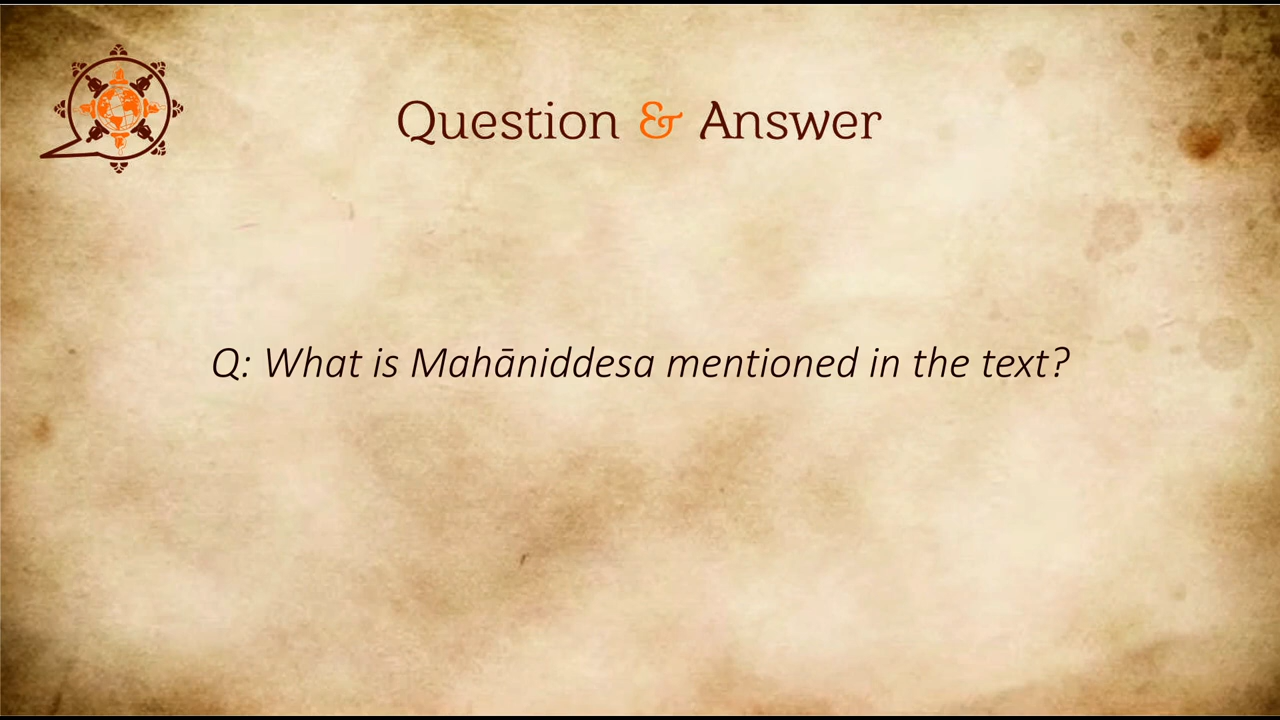 Question & Answer
Q: What is Mahāniddesa mentioned in the text?